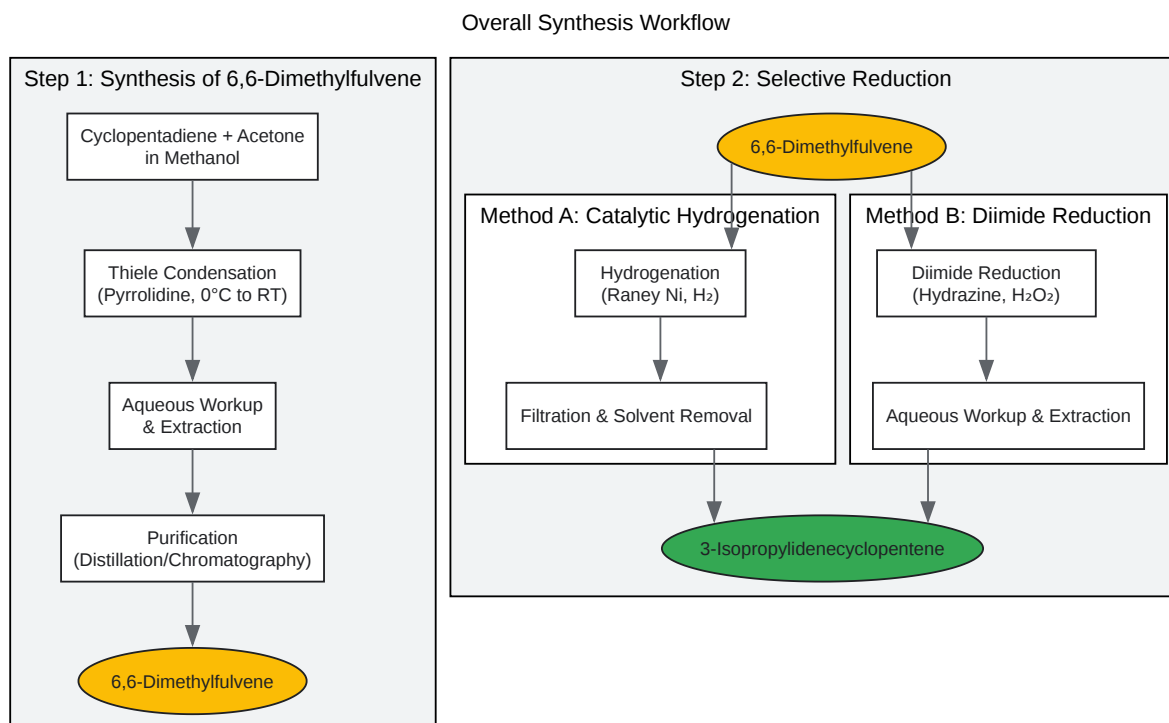 Overall Synthesis Workflow
Step 1: Synthesis of 6,6-Dimethylfulvene
Cyclopentadiene + Acetone
in Methanol
Thiele Condensation
(Pyrrolidine, 0°C to RT)
Aqueous Workup
& Extraction
Purification
(Distillation/Chromatography)
6,6-Dimethylfulvene
Step 2: Selective Reduction
6,6-Dimethylfulvene
Method A: Catalytic Hydrogenation
Hydrogenation
(Raney Ni, H₂)
Filtration & Solvent Removal
Method B: Diimide Reduction
Diimide Reduction
(Hydrazine, H₂O₂)
Aqueous Workup & Extraction
3-Isopropylidenecyclopentene